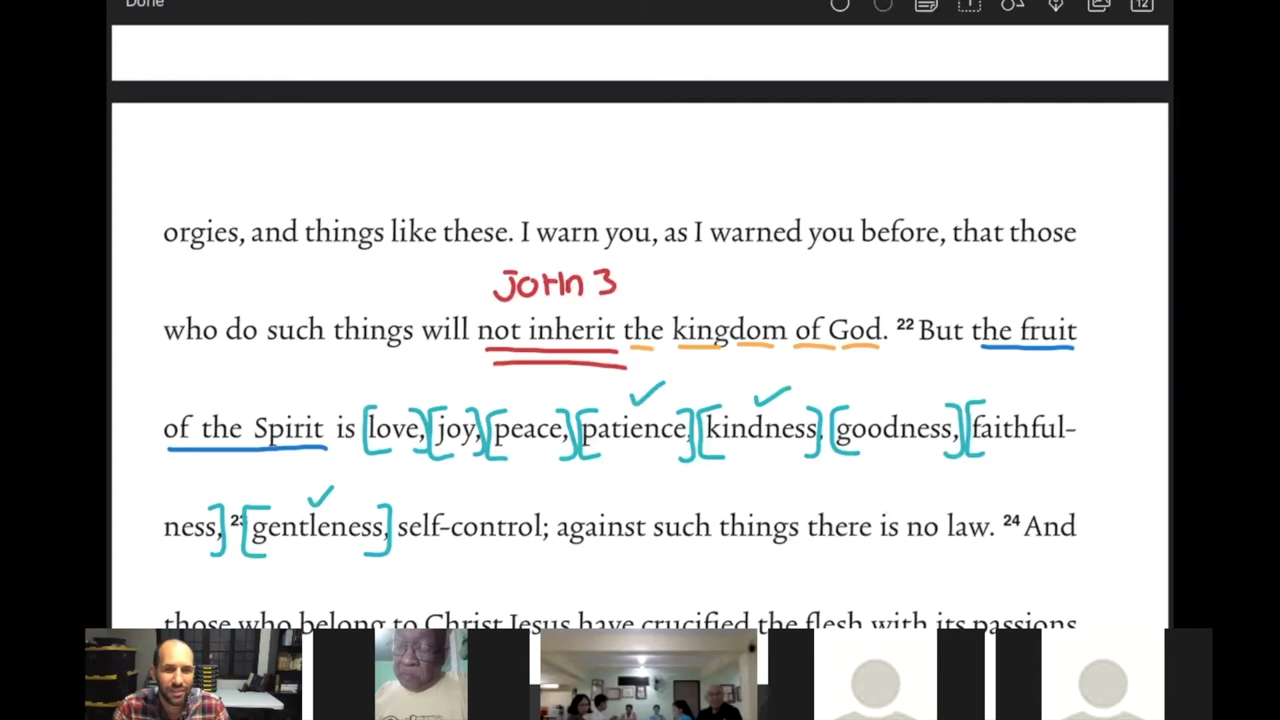 Done
12
orgies, and things like these. I warn you, as I warned you before, that those
John 3
who do such things will not inherit the kingdom of God. 22 But the fruit
of the Spirit is [love,] [joy,] [peace,] [patience,] [kindness], [goodness,] [faithful-
ness,] 23 [gentleness,] self-control; against such things there is no law. 24 And
those who belong to Christ Jesus have crucified the flesh with its passions